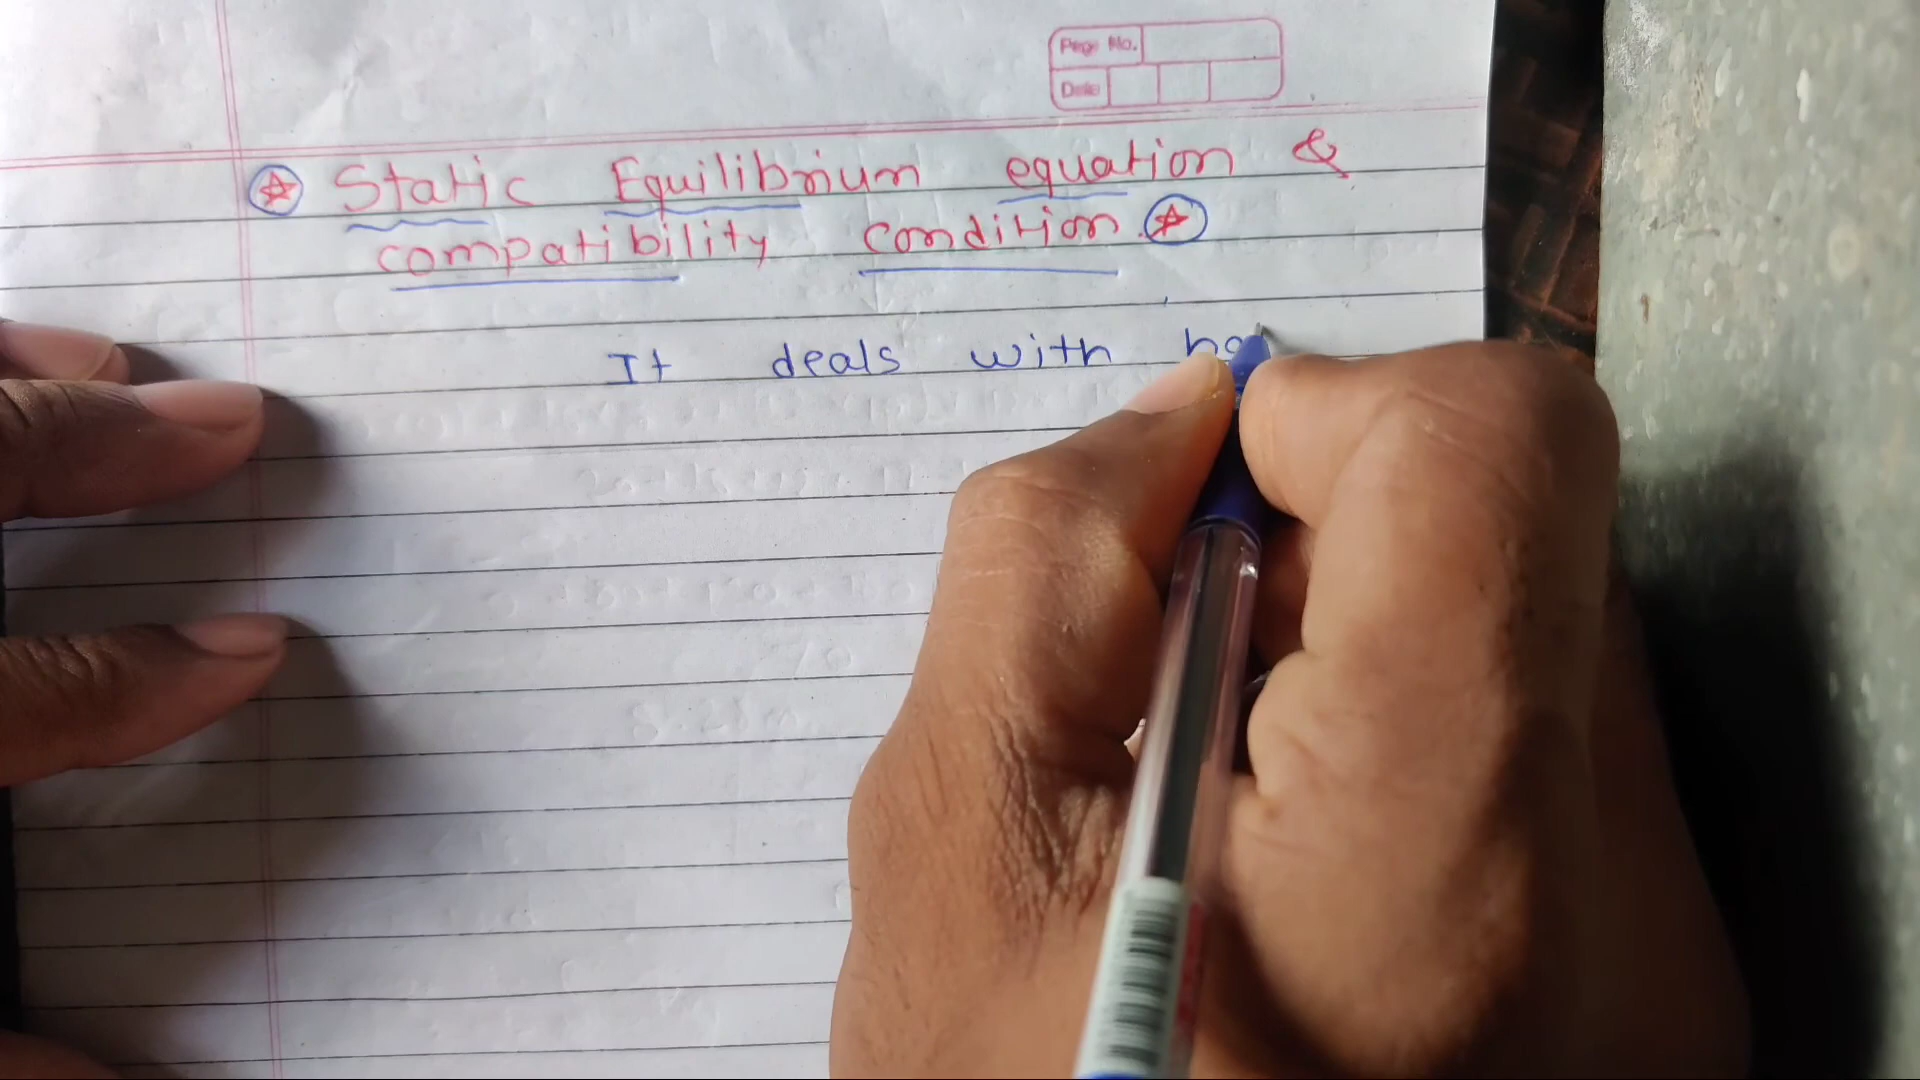 Page No.
Date
Static Equilibrium equation &
compatibility condition.
It deals with